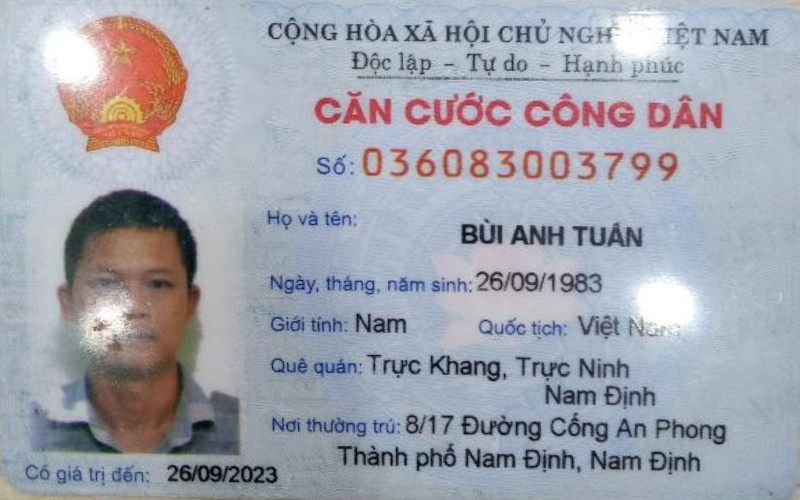 CỘNG HÒA XÃ HỘI CHỦ NGHĨA VIỆT NAM
Độc lập - Tự do - Hạnh phúc
CĂN CƯỚC CÔNG DÂN
Số: 036083003799
Họ và tên:
BÙI ANH TUẤN
Ngày, tháng, năm sinh: 26/09/1983
Giới tính: Nam Quốc tịch: Việt Nam
Quê quán: Trực Khang, Trực Ninh
Nam Định
Nơi thường trú: 8/17 Đường Cống An Phong
Thành phố Nam Định, Nam Định
Có giá trị đến: 26/09/2023